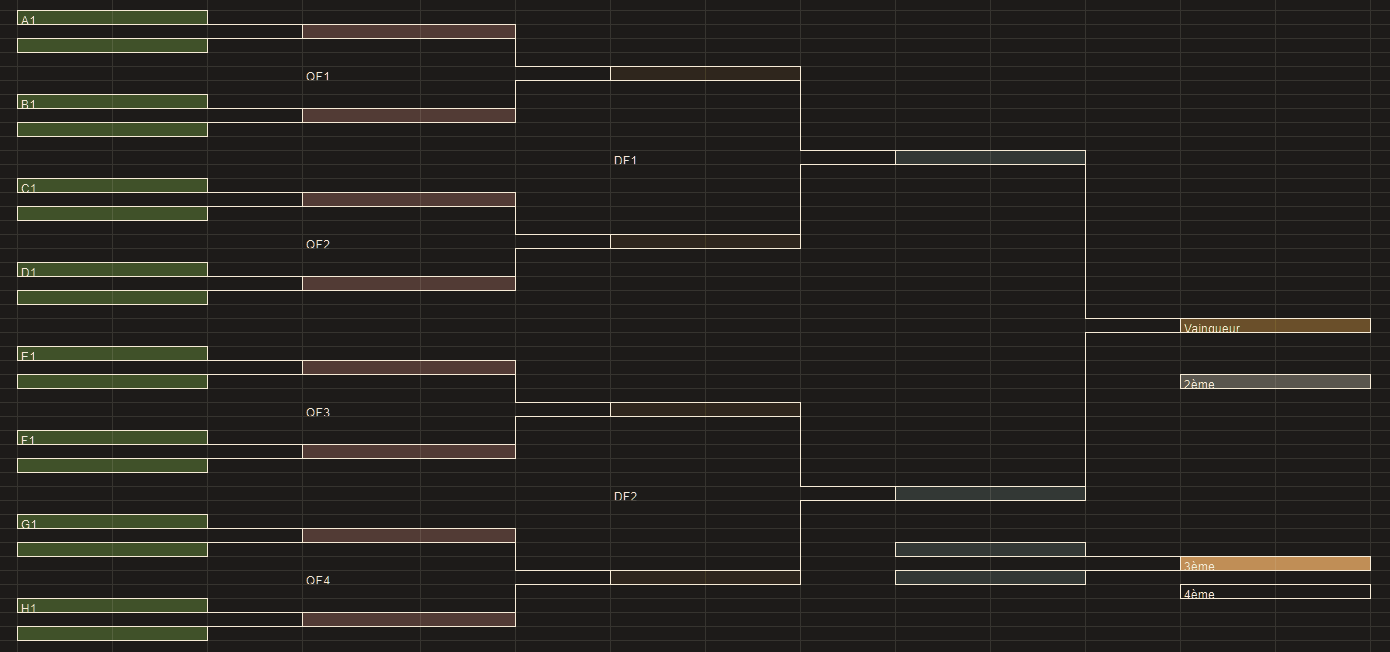 A1
QF1
B1
DF1
C1
QF2
D1
Vainqueur
E1
2ème
QF3
F1
DF2
G1
3ème
QF4
4ème
H1